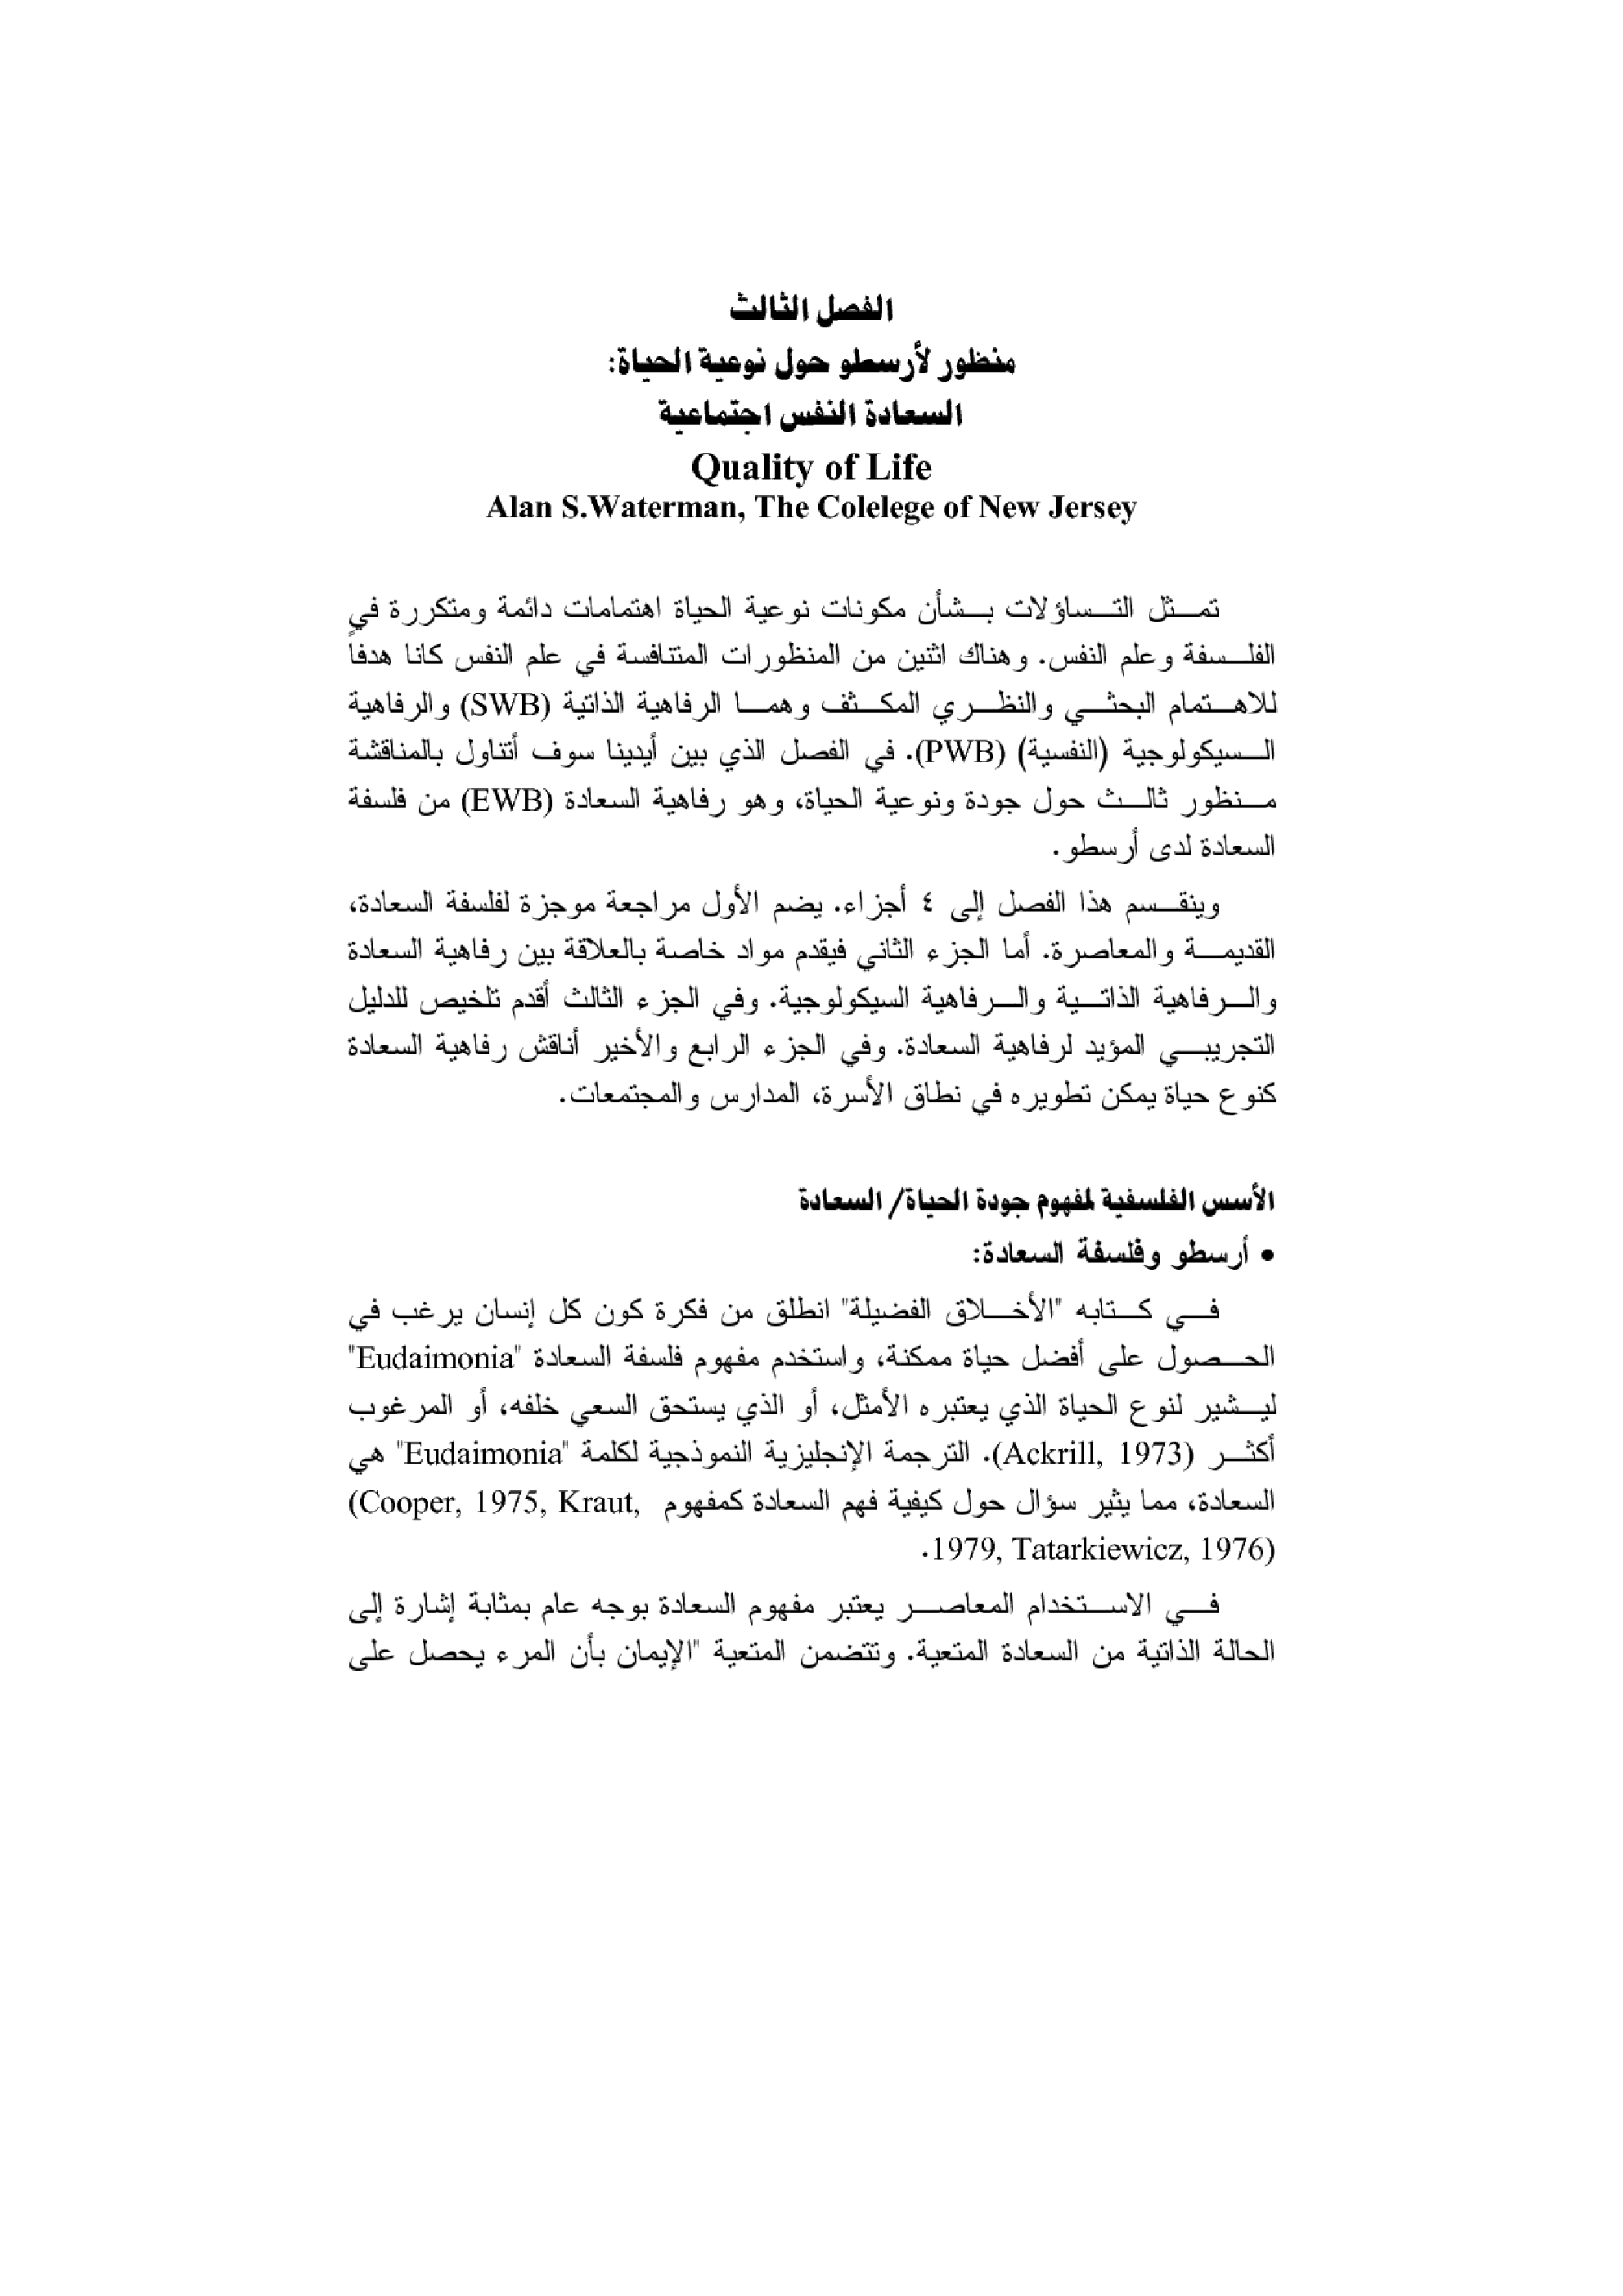 الفصل الثالث
منظور لأرسطو حول نوعية الحياة:
السعادة النفس اجتماعية
Quality of Life
Alan S.Waterman, The Colelege of New Jersey
تمثل التساؤلات بشأن مكونات نوعية الحياة اهتمامات دائمة ومتكررة في
الفلسفة وعلم النفس. وهناك اثنين من المنظورات المتنافسة في علم النفس كانا هدفاً
للاهتمام البحثي والنظري المكثف وهما الرفاهية الذاتية (SWB) والرفاهية
السيكولوجية (النفسية) (PWB). في الفصل الذي بين أيدينا سوف أتناول بالمناقشة
منظور ثالث حول جودة ونوعية الحياة، وهو رفاهية السعادة (EWB) من فلسفة
السعادة لدى أرسطو.
وينقسم هذا الفصل إلى ٤ أجزاء. يضم الأول مراجعة موجزة لفلسفة السعادة،
القديمة والمعاصرة. أما الجزء الثاني فيقدم مواد خاصة بالعلاقة بين رفاهية السعادة
والرفاهية الذاتية والرفاهية السيكولوجية. وفي الجزء الثالث أقدم تلخيص للدليل
التجريبي المؤيد لرفاهية السعادة. وفي الجزء الرابع والأخير أناقش رفاهية السعادة
كنوع حياة يمكن تطويره في نطاق الأسرة، المدارس والمجتمعات.
الأسس الفلسفية لمفهوم جودة الحياة/ السعادة
• أرسطو وفلسفة السعادة:
في كتابه "الأخلاق الفضيلة" انطلق من فكرة كون كل إنسان يرغب في
الحصول على أفضل حياة ممكنة، واستخدم مفهوم فلسفة السعادة "Eudaimonia"
ليشير لنوع الحياة الذي يعتبره الأمثل، أو الذي يستحق السعي خلفه، أو المرغوب
أكثر (Ackrill, 1973). الترجمة الإنجليزية النموذجية لكلمة "Eudaimonia" هي
السعادة، مما يثير سؤال حول كيفية فهم السعادة كمفهوم (Cooper, 1975, Kraut,
1979, Tatarkiewicz, 1976).
في الاستخدام المعاصر يعتبر مفهوم السعادة بوجه عام بمثابة إشارة إلى
الحالة الذاتية من السعادة المتعية. وتتضمن المتعية "الإيمان بأن المرء يحصل على